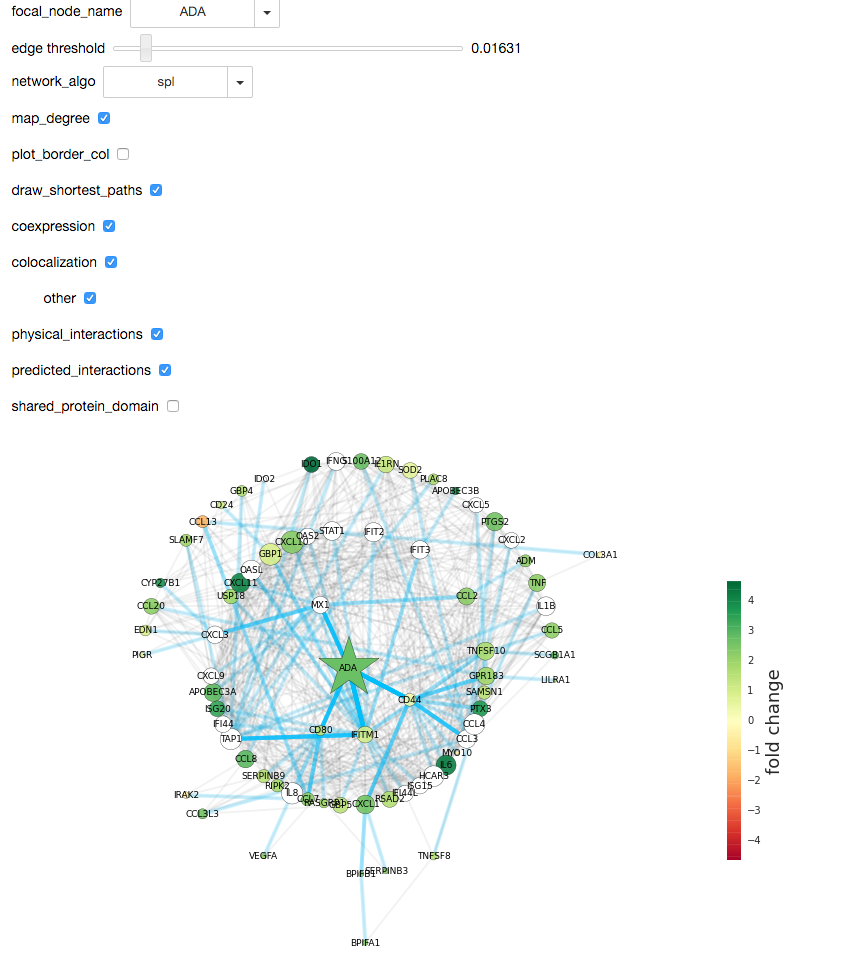 focal_node_name ADA
edge threshold 0.01631
network_algo spl
map_degree
plot_border_col
draw_shortest_paths
coexpression
colocalization
other
physical_interactions
predicted_interactions
shared_protein_domain
IDO1 IFNG S100A12 IL1RN
SOD2
IDO2 PLAC8
GBP4 APOBEC3B
CD24 CXCL5
CCL13 PTGS2
STAT1 IFIT2
OAS2
SLAMF7 CXCL10 CXCL2
GBP1 IFIT3 COL3A1
OASL ADM
CYP27B1 CXCL11 TNF
USP18 CCL2
CCL20 MX1 IL1B
EDN1 CXCL3 CCL5
PIGR TNFSF10 SCGB1A1
ADA
CXCL9 GPR183 LILRA1
APOBEC3A SAMSN1
CD44
ISG20 PTX3
IFI44 CCL4
TAP1 CD80 IFITM1 CCL3
MYO10
CCL8 IL6
SERPINB9 HCAR3
RIPK2 ISG15
IRAK2 IL8 IFI44L
CCL7 RSAD2
GBP5 CXCL1
CCL3L3
VEGFA TNFSF8
BPIFB1 SERPINB3
BPIFA1
4
3
2
1
0
−1
−2
−3
−4
fold change